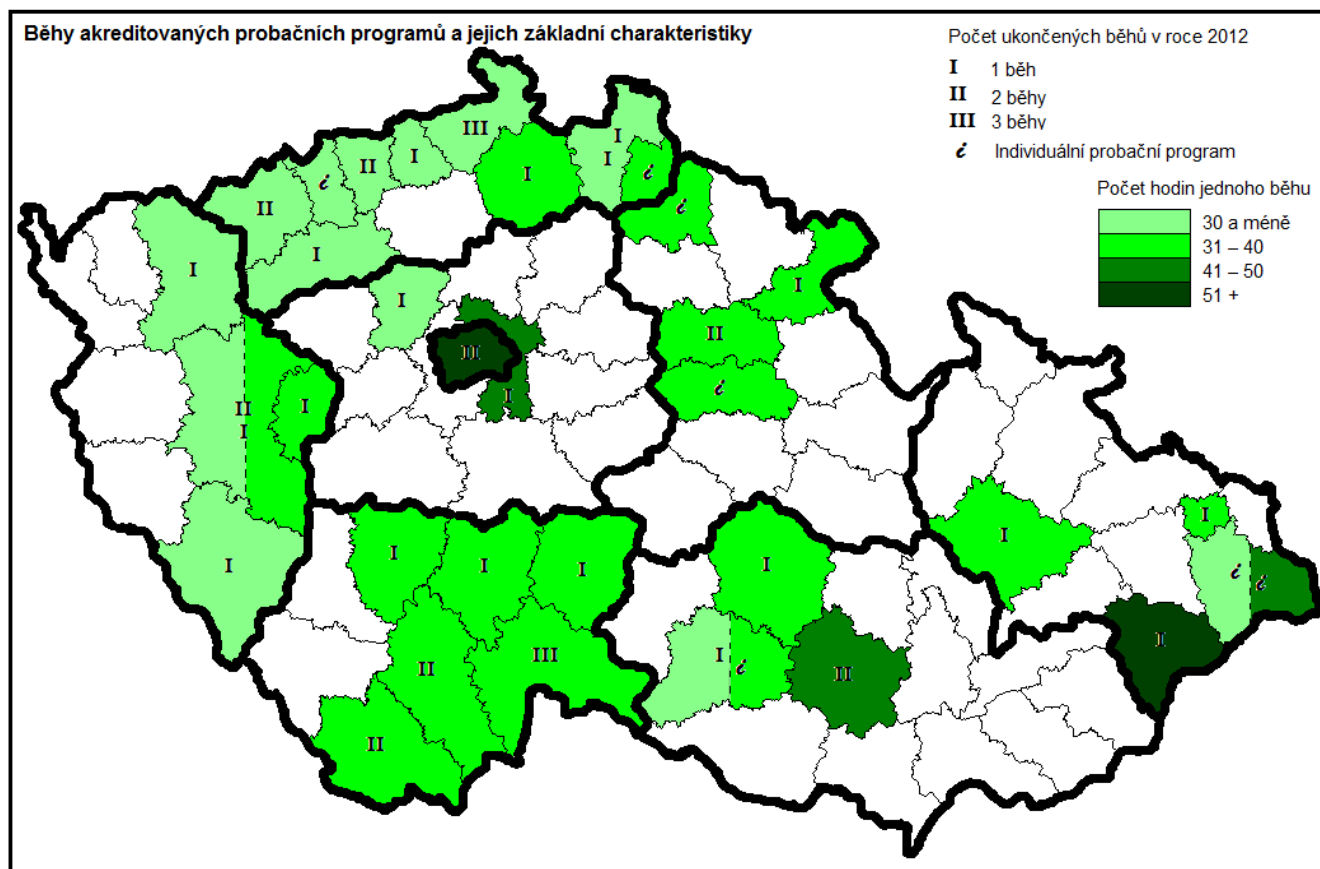 Běhy akreditovaných probačních programů a jejich základní charakteristiky
Počet ukončených běhů v roce 2012
I 1 běh
II 2 běhy
III 3 běhy
i Individuální probační program
Počet hodin jednoho běhu
30 a méně
31 – 40
41 – 50
51 +
III
I
I
II
I
i
I
I
i
II
i
I
I
I
I
I
II
II
I
i
II
I
I
I
I
I
I
I
I
I
i
i
II
III
I
I
i
II
II